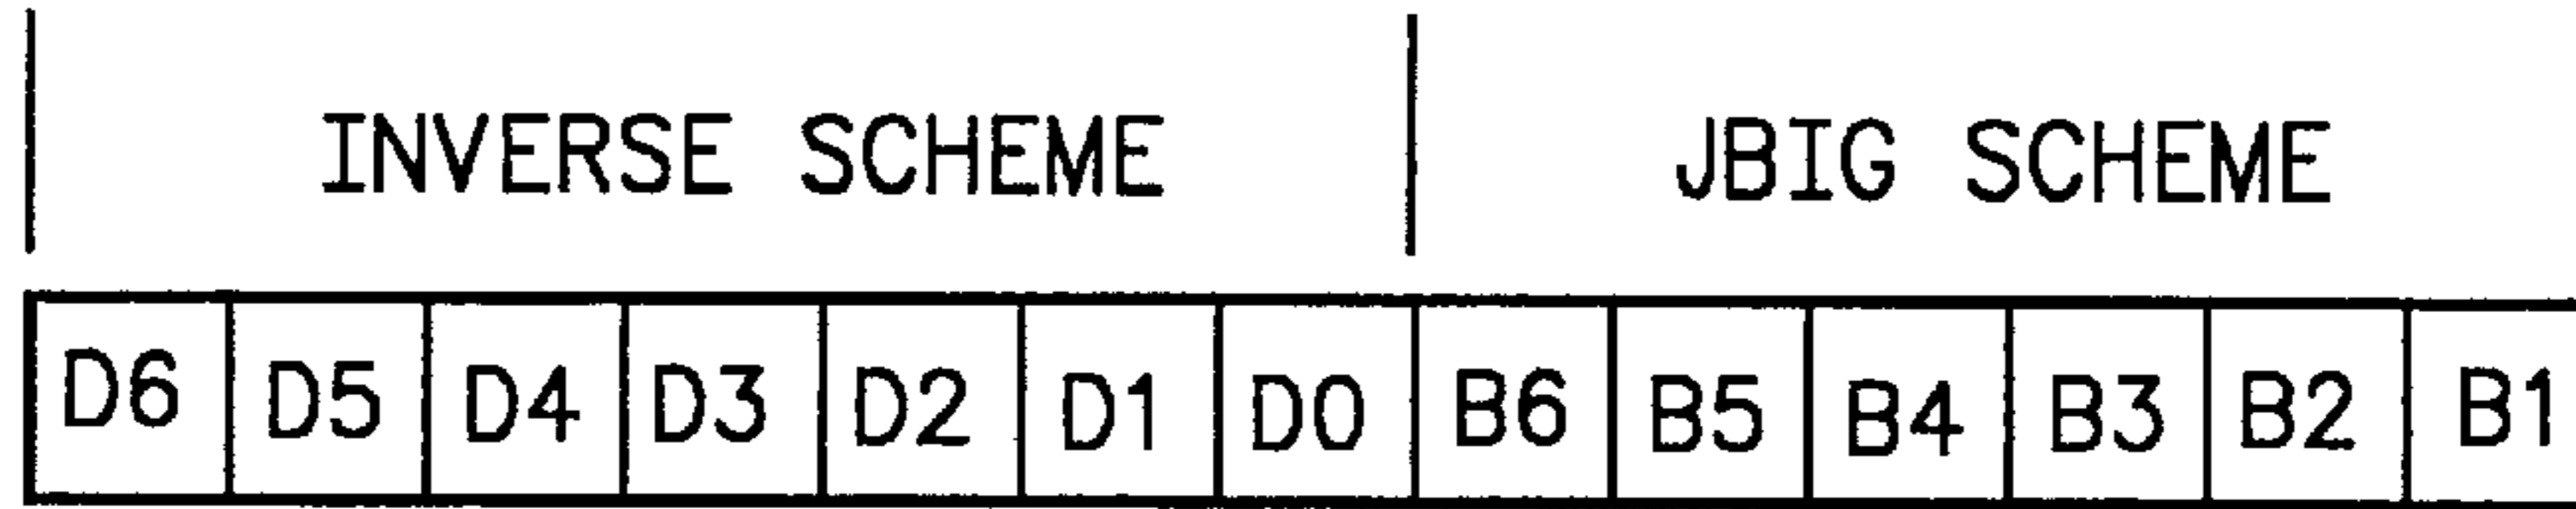 INVERSE SCHEME JBIG SCHEME
D6 D5 D4 D3 D2 D1 D0 B6 B5 B4 B3 B2 B1